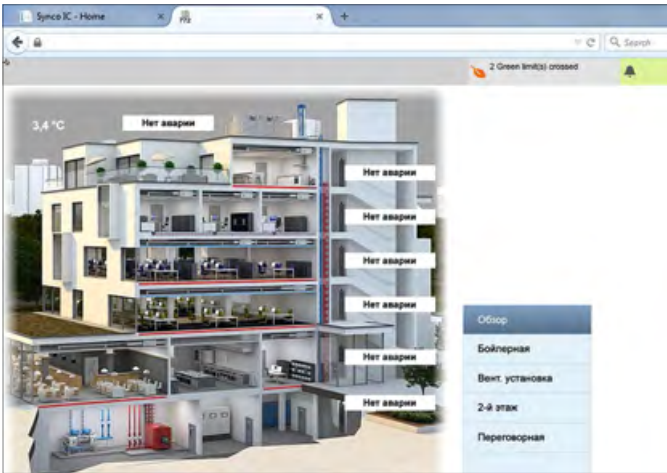 Synco IC - Home
Search
2 Green limit(s) crossed
3,4 °C
Нет аварии
Нет аварии
Нет аварии
Нет аварии
Нет аварии
Нет аварии
Нет аварии
Обзор
Бойлерная
Вент. установка
2-й этаж
Переговорная